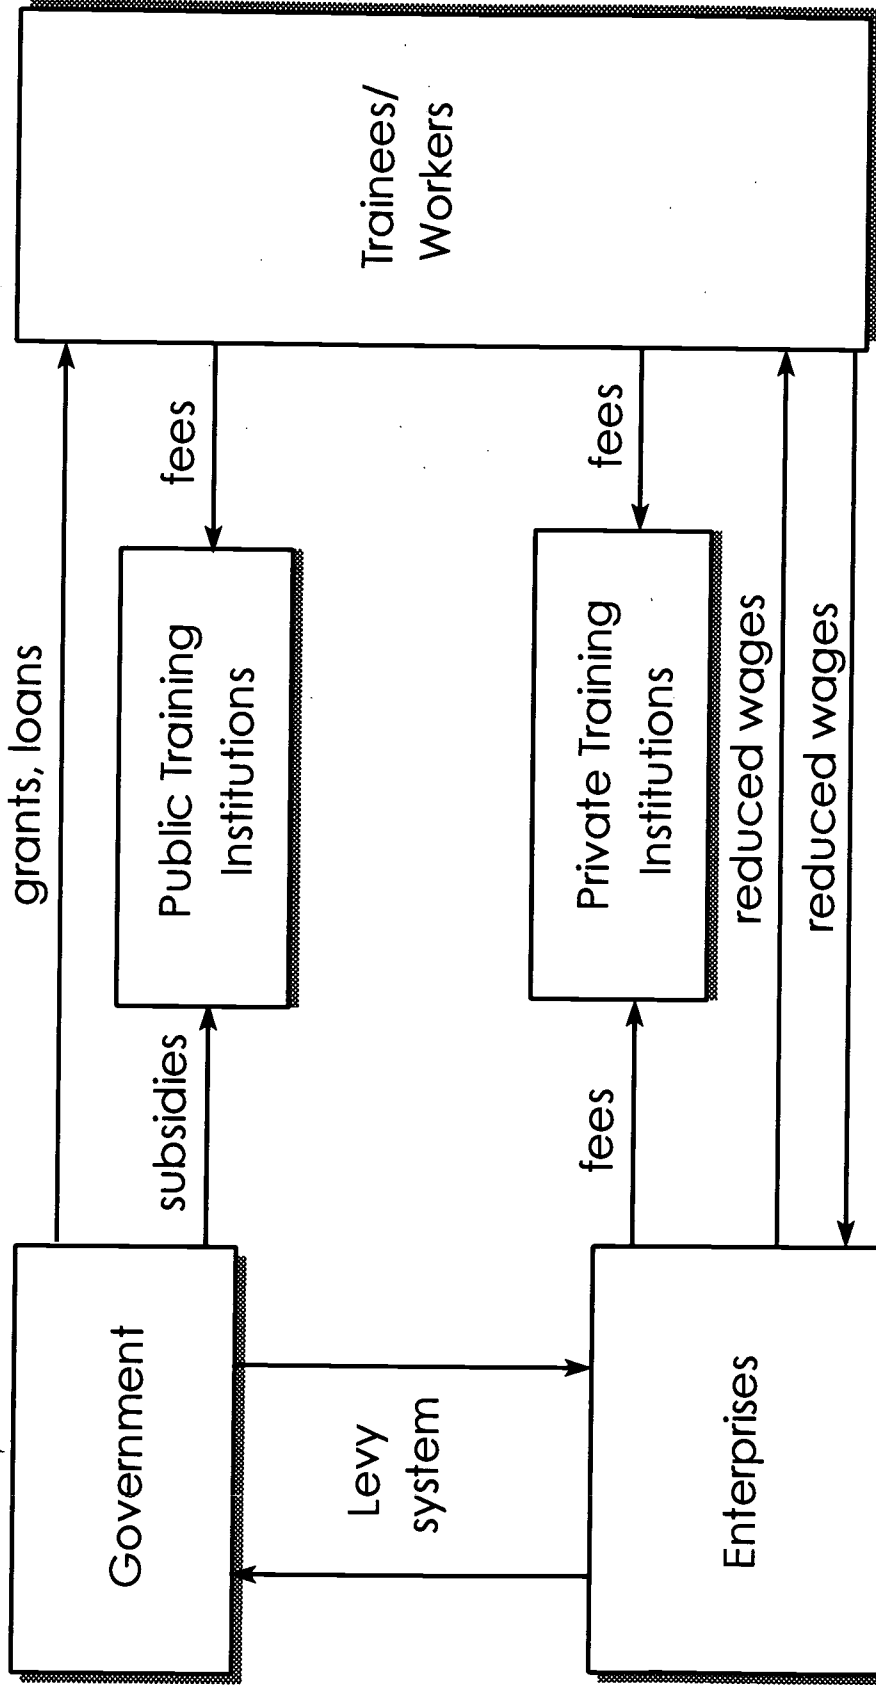 grants, loans
Government
subsidies
Public Training
Institutions
fees
Trainees/
Workers
Levy
system
fees
Private Training
Institutions
fees
Enterprises
reduced wages
reduced wages